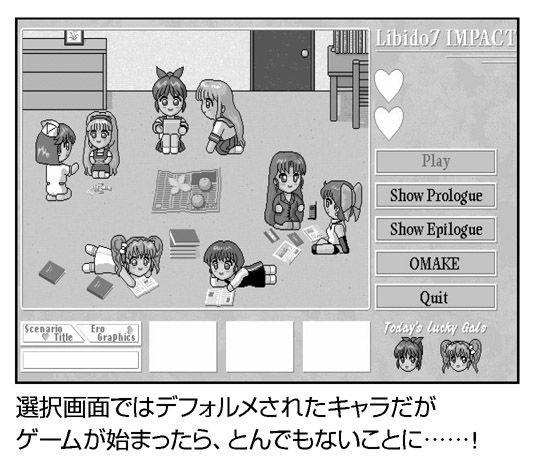 Libido7 IMPACT
Play
Show Prologue
Show Epilogue
OMAKE
Quit
Scenario Title
Ero Graphics
Today's Lucky Gals
選択画面ではデフォルメされたキャラだが
ゲームが始まったら、とんでもないことに……!